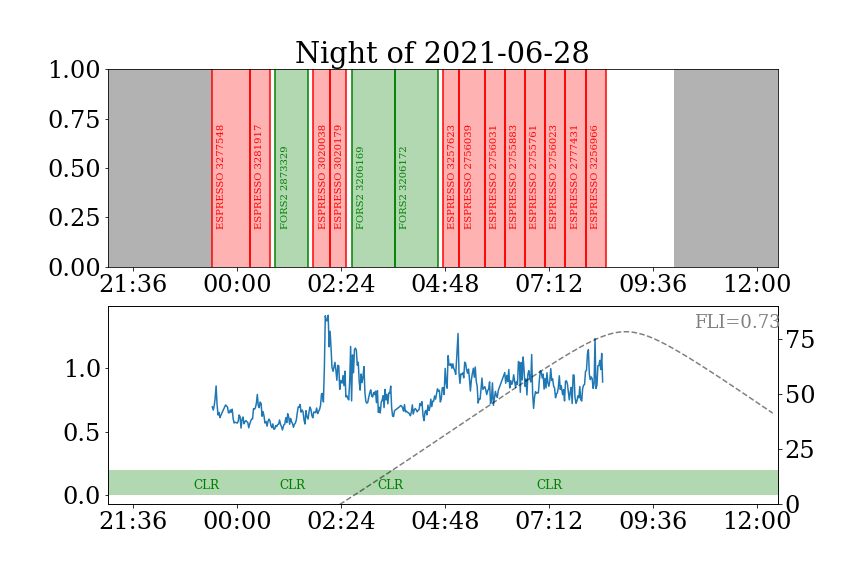 Night of 2021-06-28
1.00
0.75
0.50
0.25
0.00
ESPRESSO 3277548
ESPRESSO 3281917
FORS2 2873329
ESPRESSO 3020038
ESPRESSO 3020179
FORS2 3206169
FORS2 3206172
ESPRESSO 3257623
ESPRESSO 2756039
ESPRESSO 2756031
ESPRESSO 2755883
ESPRESSO 2755761
ESPRESSO 2756023
ESPRESSO 2777431
ESPRESSO 3256966
21:36 00:00 02:24 04:48 07:12 09:36 12:00
FLI=0.73
1.0
0.5
0.0
75
50
25
0
CLR CLR CLR CLR
21:36 00:00 02:24 04:48 07:12 09:36 12:00